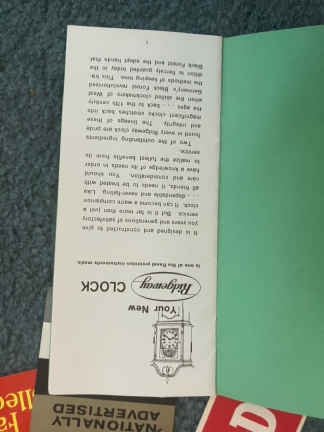 Your New
Ridgeway
CLOCK
is one of the finest precision instruments made.
It is designed and constructed to give
you years and generations of satisfactory
service. But it is far more than just a
clock. It can become a warm companion
. . . dependable and never-failing. Like
all friends, it needs to be treated with
care and consideration. You should
have a knowledge of its needs in order
to realize the fullest benefits from its
service.
Two of the outstanding ingredients
found in every Ridgeway clock are pride
and integrity. The lineage of these
magnificent clocks stretches back into
the ages . . . back to the 17th century
when the skilled clockmakers of West
Germany's Black Forest revolutionized
the methods of keeping time. This tra-
dition is fiercely guarded today in the
Black Forest and the adept hands that
1
NATIONALLY
ADVERTISED